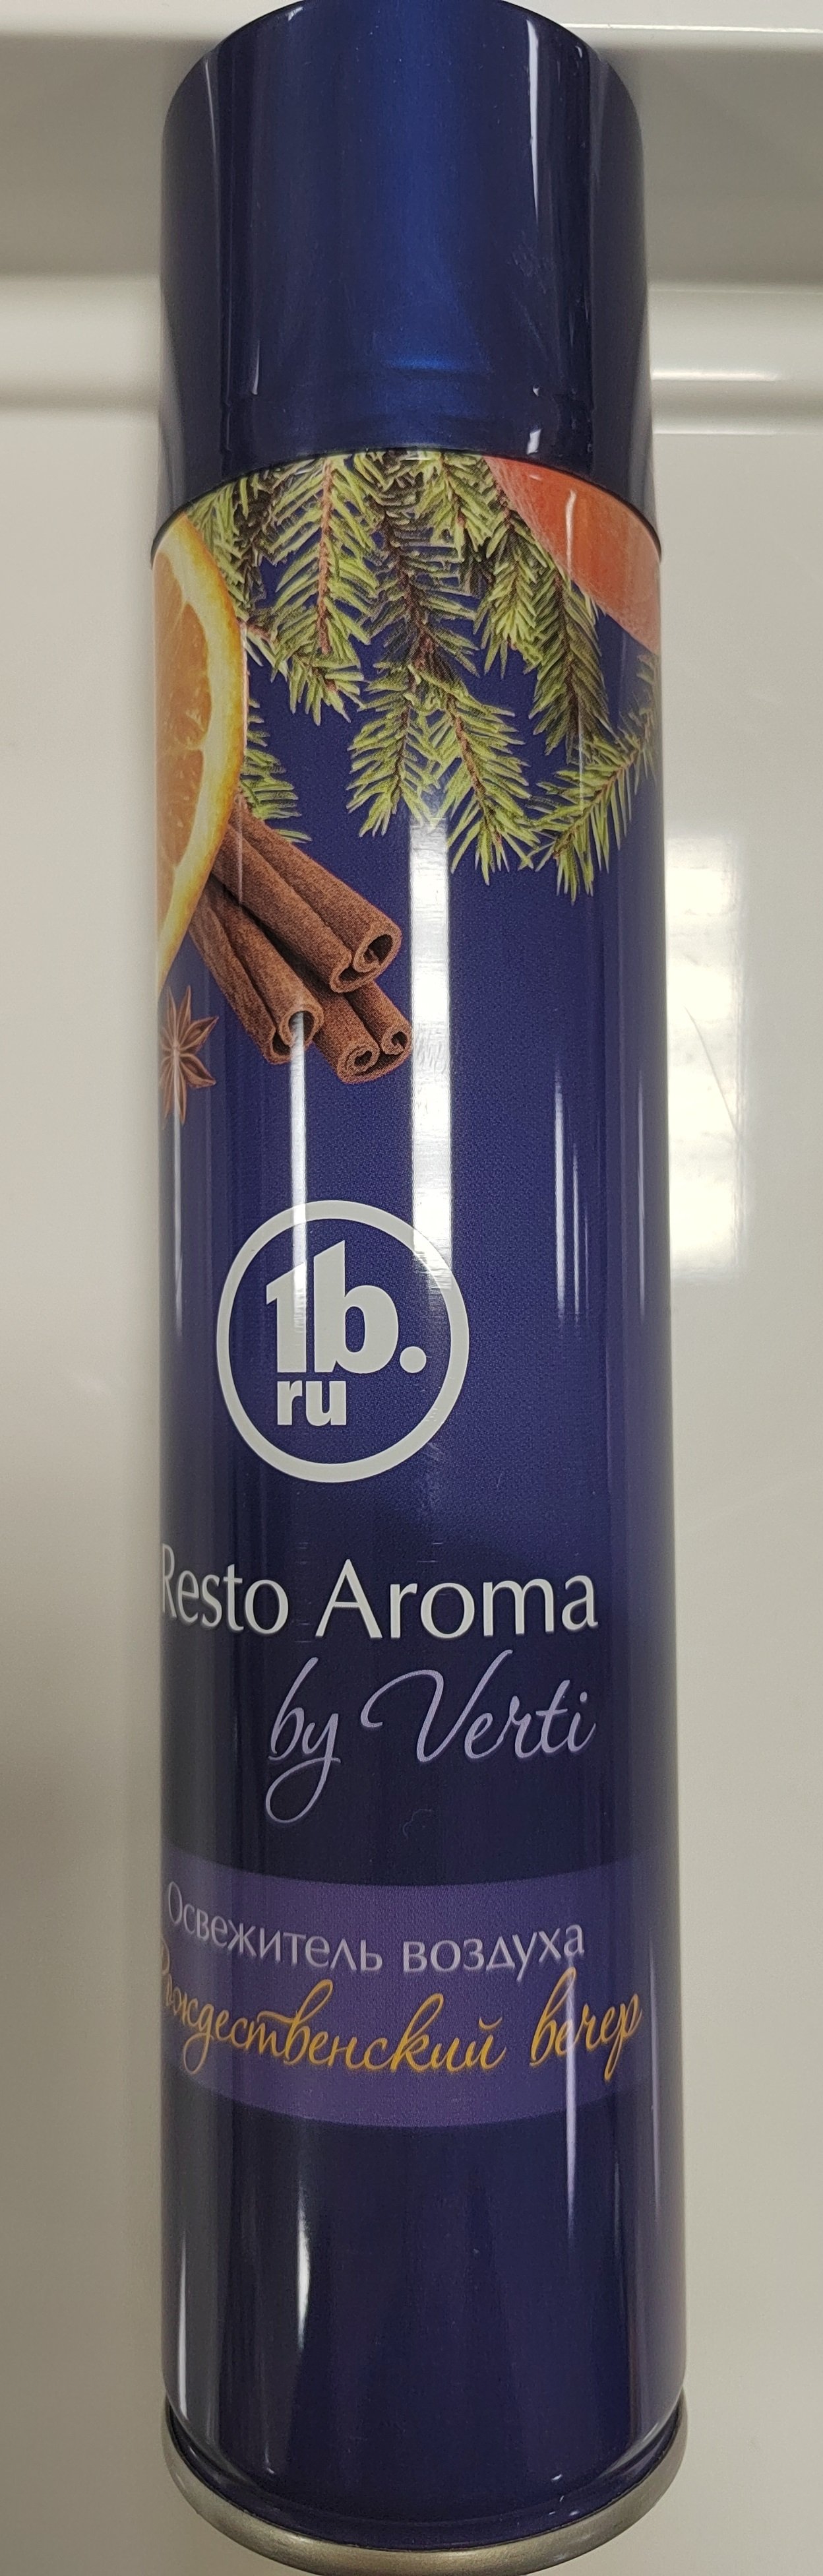 1b.
ru
Resto Aroma
by Verti
Освежитель воздуха
Рождественский вечер